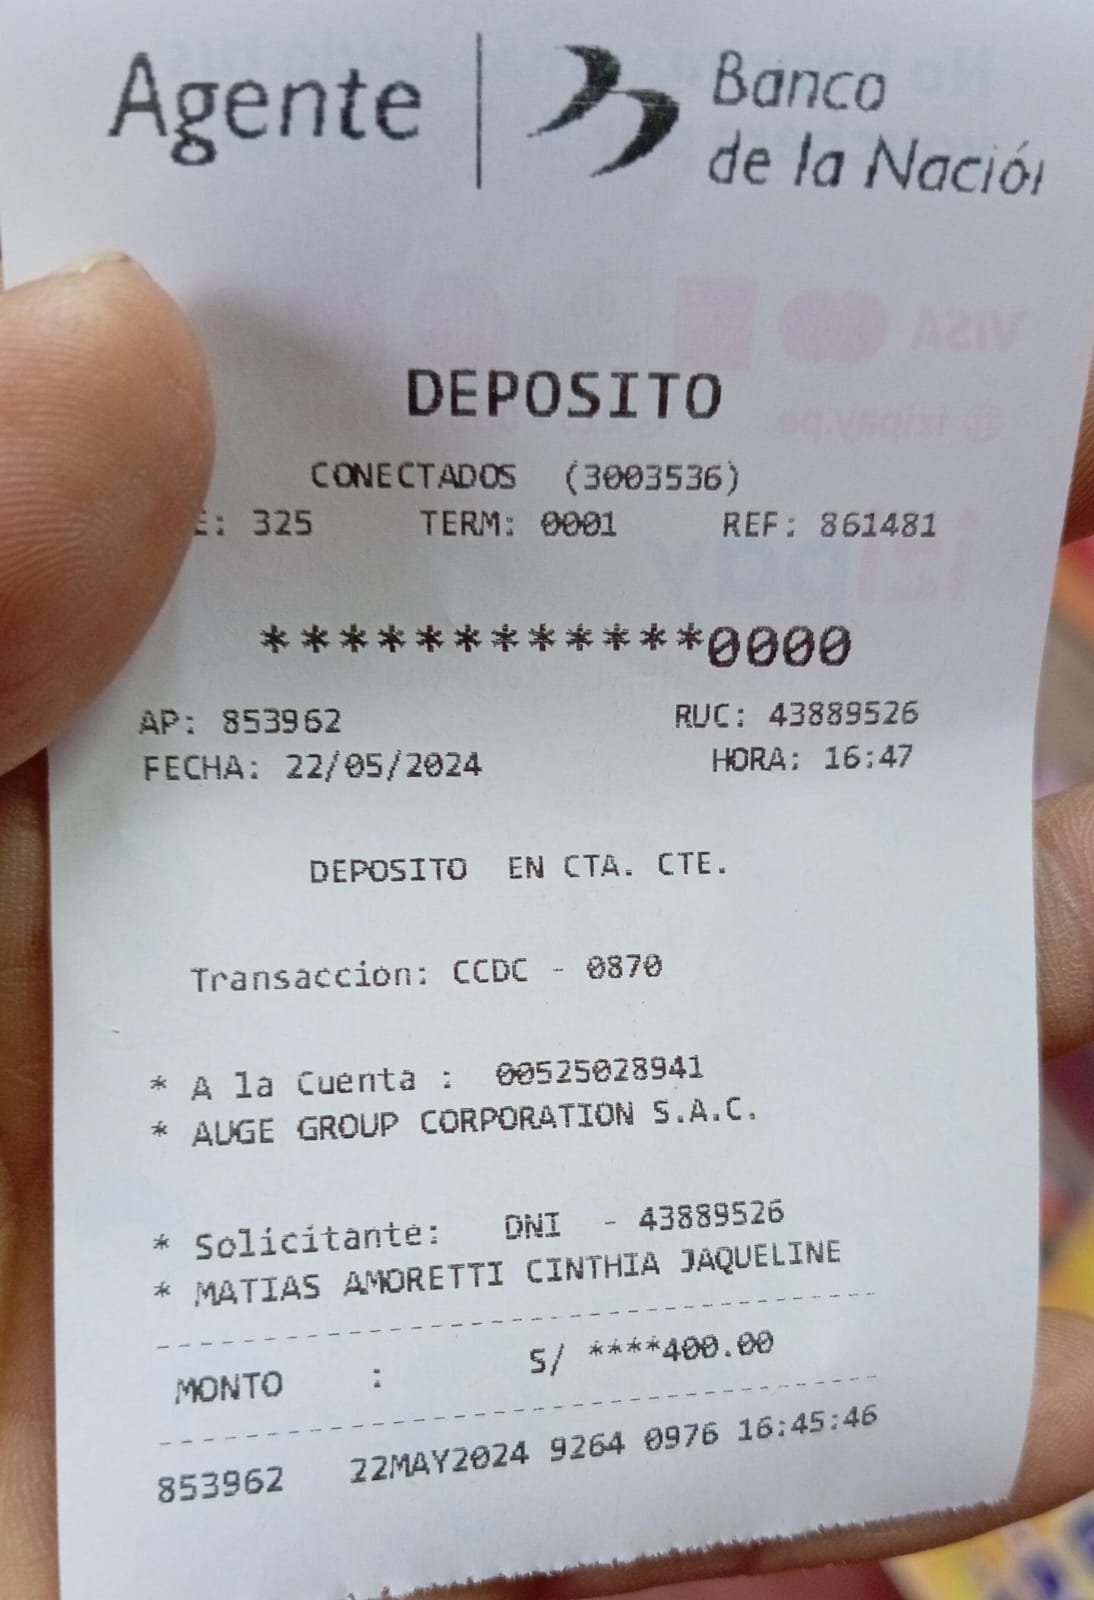 Agente | Banco
de la Nació
DEPOSITO
CONECTADOS (3003536)
E: 325 TERM: 0001 REF: 861481
************0000
AP: 853962 RUC: 43889526
FECHA: 22/05/2024 HORA: 16:47
DEPOSITO EN CTA. CTE.
Transaccion: CCDC - 0870
* A la Cuenta : 00525028941
* AUGE GROUP CORPORATION S.A.C.
* Solicitante: DNI - 43889526
* MATIAS AMORETTI CINTHIA JAQUELINE
MONTO : S/ ****400.00
853962 22MAY2024 9264 0976 16:45:46